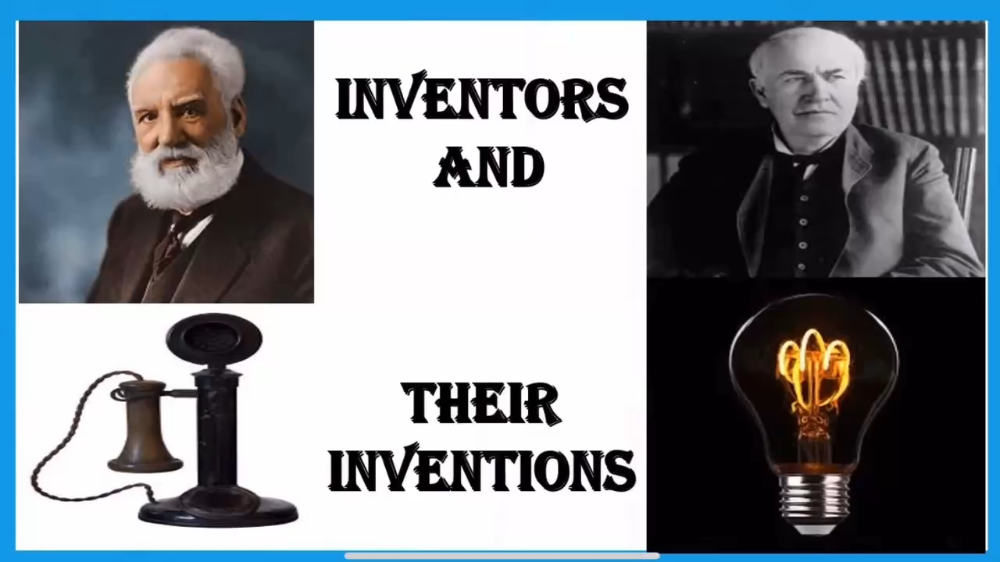 INVENTORS
AND
THEIR
INVENTIONS